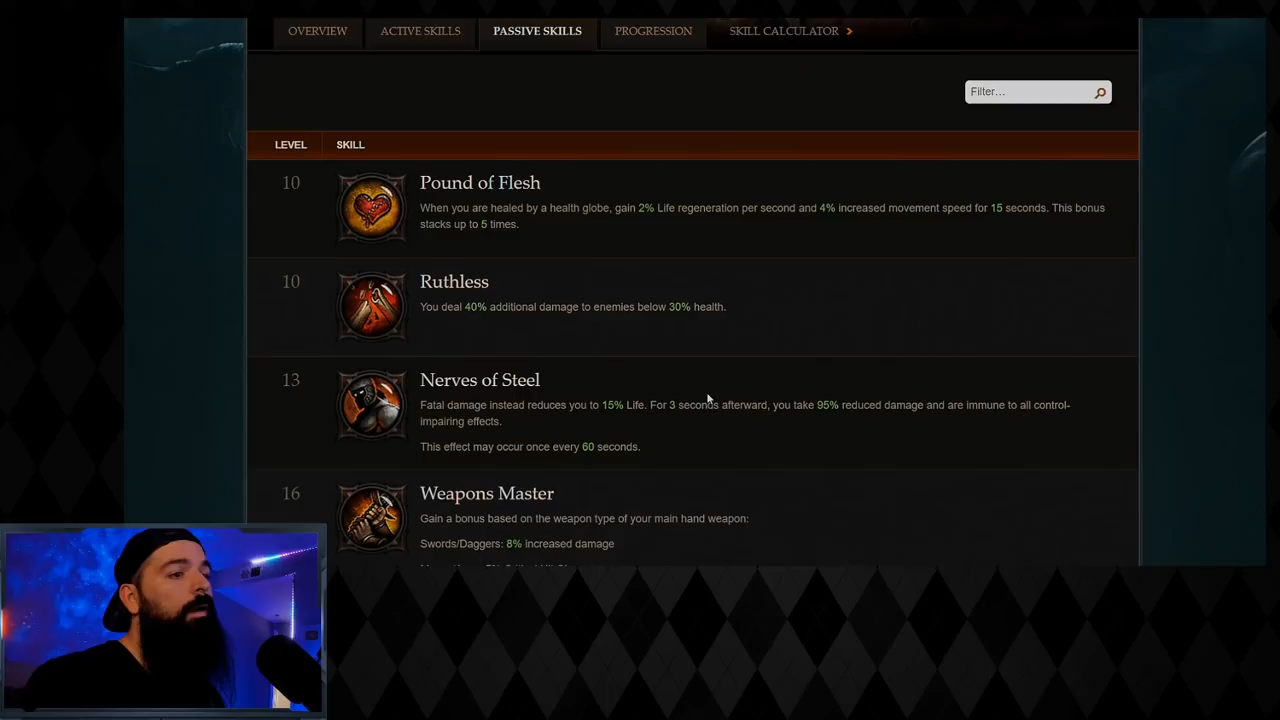 OVERVIEW ACTIVE SKILLS PASSIVE SKILLS PROGRESSION SKILL CALCULATOR
Filter...
LEVEL SKILL
10 Pound of Flesh
When you are healed by a health globe, gain 2% Life regeneration per second and 4% increased movement speed for 15 seconds. This bonus
stacks up to 5 times.
10 Ruthless
You deal 40% additional damage to enemies below 30% health.
13 Nerves of Steel
Fatal damage instead reduces you to 15% Life. For 3 seconds afterward, you take 95% reduced damage and are immune to all control-
impairing effects.
This effect may occur once every 60 seconds.
16 Weapons Master
Gain a bonus based on the weapon type of your main hand weapon:
Swords/Daggers: 8% increased damage